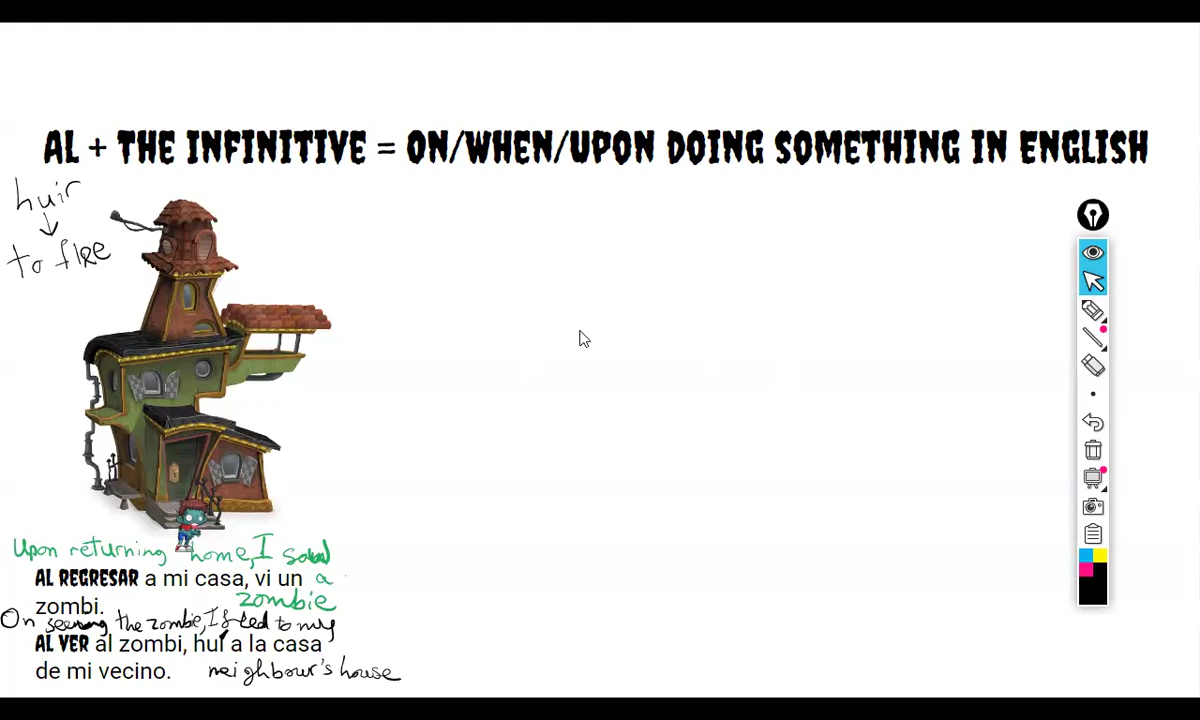 AL + THE INFINITIVE = ON/WHEN/UPON DOING SOMETHING IN ENGLISH
huir
to flee
Upon returning home, I saw
AL REGRESAR a mi casa, vi un a
zombi. zombie
On seeing the zombie, I fled to my
AL VER al zombi, huí a la casa
de mi vecino. neighbour's house